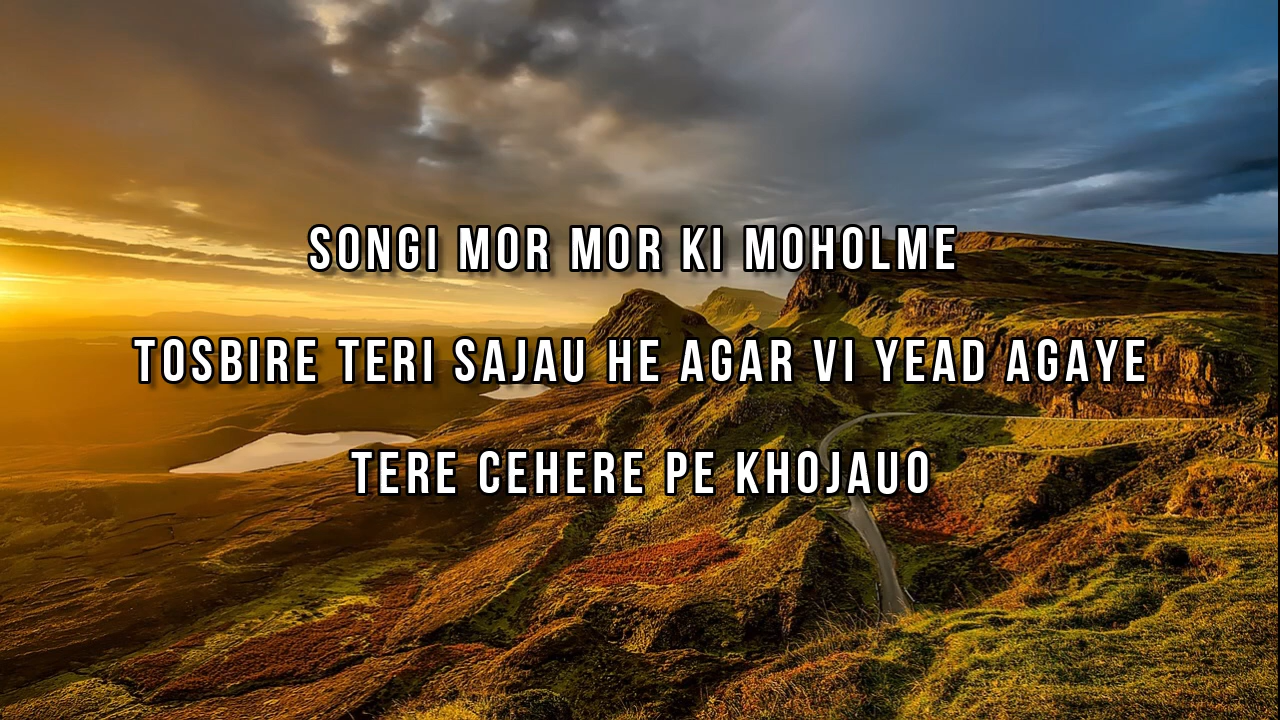 SONGI MOR MOR KI MOHOLME
TOSBIRE TERI SAJAU HE AGAR VI YEAD AGAYE
TERE CEHERE PE KHOJAUO